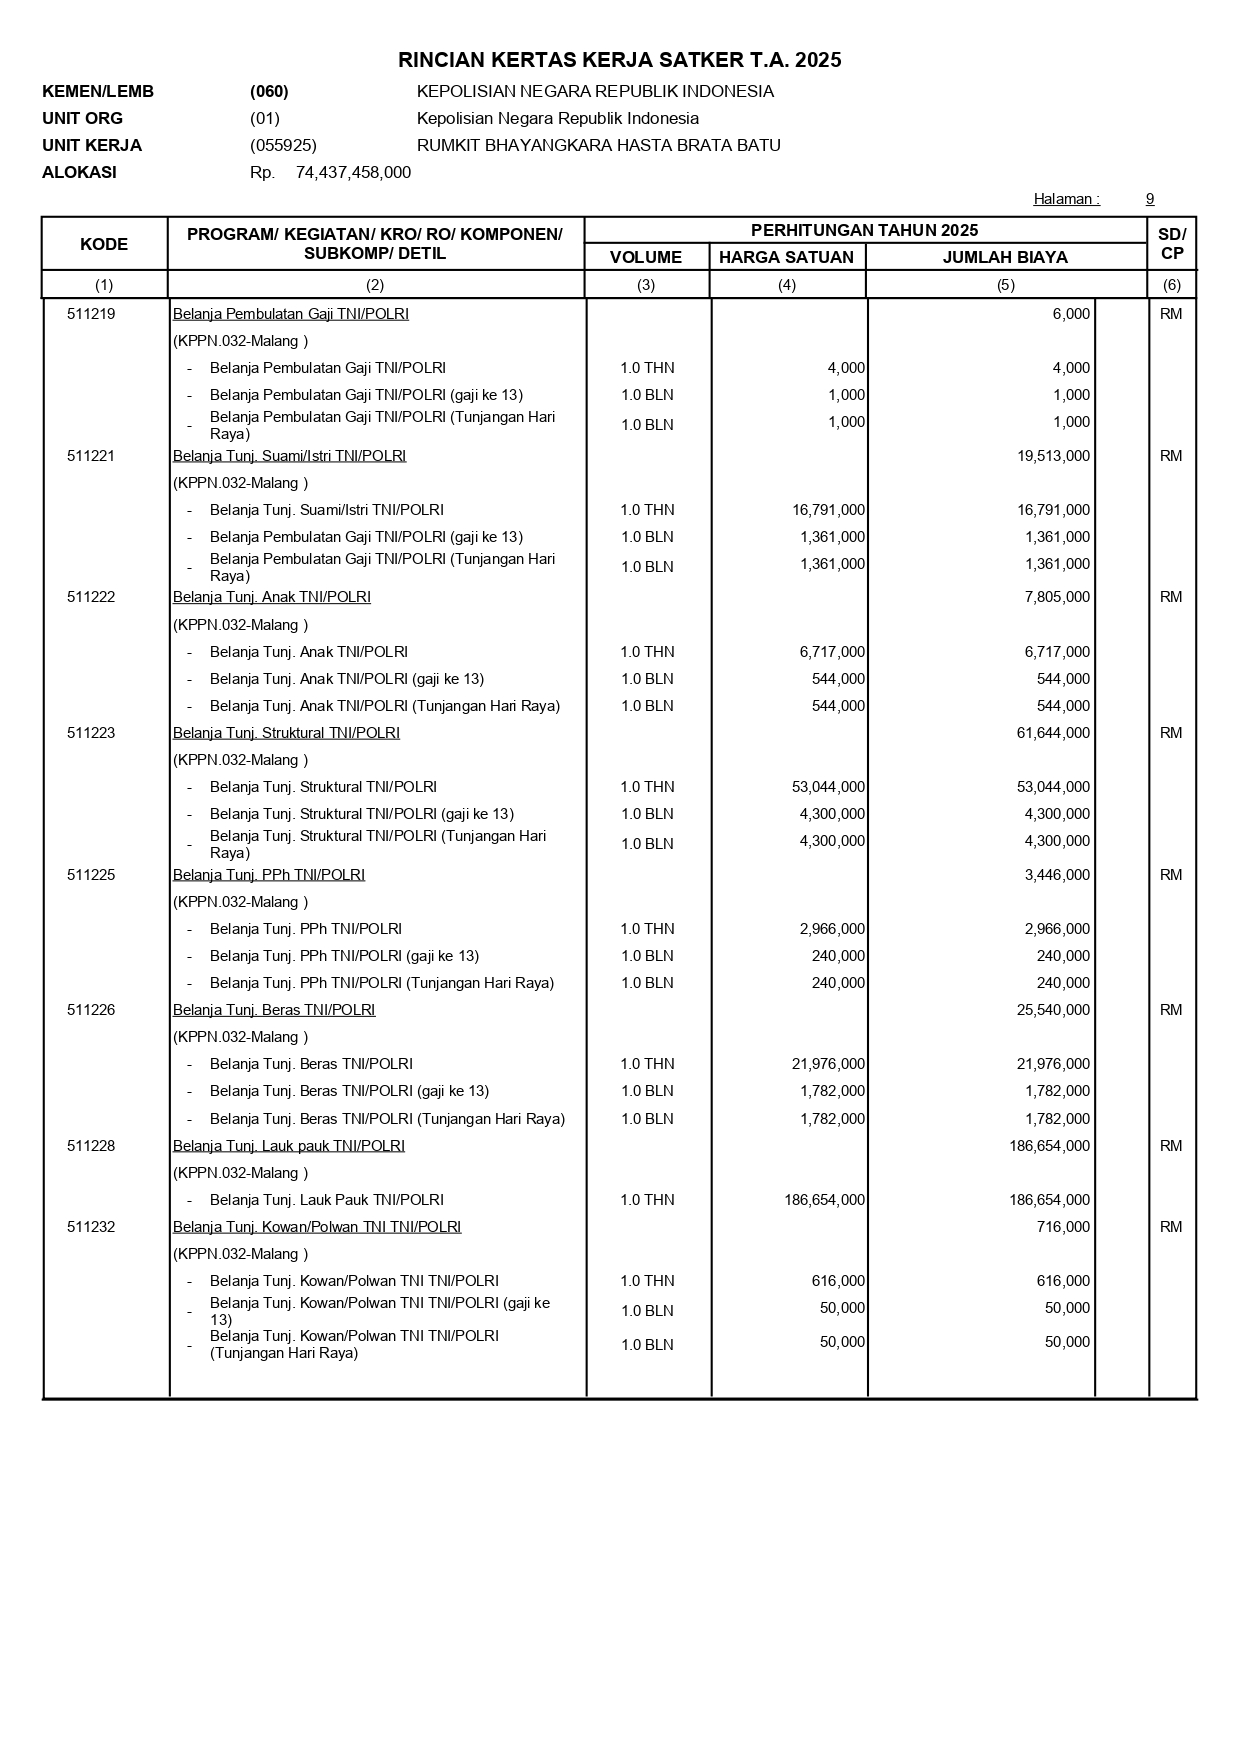 RINCIAN KERTAS KERJA SATKER T.A. 2025
KEMEN/LEMB (060) KEPOLISIAN NEGARA REPUBLIK INDONESIA
UNIT ORG (01) Kepolisian Negara Republik Indonesia
UNIT KERJA (055925) RUMKIT BHAYANGKARA HASTA BRATA BATU
ALOKASI Rp. 74,437,458,000
Halaman : 9
KODE PROGRAM/ KEGIATAN/ KRO/ RO/ KOMPONEN/ SUBKOMP/ DETIL PERHITUNGAN TAHUN 2025 SD/ CP
VOLUME HARGA SATUAN JUMLAH BIAYA
(1) (2) (3) (4) (5) (6)
511219 Belanja Pembulatan Gaji TNI/POLRI 6,000 RM
(KPPN.032-Malang )
- Belanja Pembulatan Gaji TNI/POLRI 1.0 THN 4,000 4,000
- Belanja Pembulatan Gaji TNI/POLRI (gaji ke 13) 1.0 BLN 1,000 1,000
- Belanja Pembulatan Gaji TNI/POLRI (Tunjangan Hari Raya) 1.0 BLN 1,000 1,000
511221 Belanja Tunj. Suami/Istri TNI/POLRI 19,513,000 RM
(KPPN.032-Malang )
- Belanja Tunj. Suami/Istri TNI/POLRI 1.0 THN 16,791,000 16,791,000
- Belanja Pembulatan Gaji TNI/POLRI (gaji ke 13) 1.0 BLN 1,361,000 1,361,000
- Belanja Pembulatan Gaji TNI/POLRI (Tunjangan Hari Raya) 1.0 BLN 1,361,000 1,361,000
511222 Belanja Tunj. Anak TNI/POLRI 7,805,000 RM
(KPPN.032-Malang )
- Belanja Tunj. Anak TNI/POLRI 1.0 THN 6,717,000 6,717,000
- Belanja Tunj. Anak TNI/POLRI (gaji ke 13) 1.0 BLN 544,000 544,000
- Belanja Tunj. Anak TNI/POLRI (Tunjangan Hari Raya) 1.0 BLN 544,000 544,000
511223 Belanja Tunj. Struktural TNI/POLRI 61,644,000 RM
(KPPN.032-Malang )
- Belanja Tunj. Struktural TNI/POLRI 1.0 THN 53,044,000 53,044,000
- Belanja Tunj. Struktural TNI/POLRI (gaji ke 13) 1.0 BLN 4,300,000 4,300,000
- Belanja Tunj. Struktural TNI/POLRI (Tunjangan Hari Raya) 1.0 BLN 4,300,000 4,300,000
511225 Belanja Tunj. PPh TNI/POLRI 3,446,000 RM
(KPPN.032-Malang )
- Belanja Tunj. PPh TNI/POLRI 1.0 THN 2,966,000 2,966,000
- Belanja Tunj. PPh TNI/POLRI (gaji ke 13) 1.0 BLN 240,000 240,000
- Belanja Tunj. PPh TNI/POLRI (Tunjangan Hari Raya) 1.0 BLN 240,000 240,000
511226 Belanja Tunj. Beras TNI/POLRI 25,540,000 RM
(KPPN.032-Malang )
- Belanja Tunj. Beras TNI/POLRI 1.0 THN 21,976,000 21,976,000
- Belanja Tunj. Beras TNI/POLRI (gaji ke 13) 1.0 BLN 1,782,000 1,782,000
- Belanja Tunj. Beras TNI/POLRI (Tunjangan Hari Raya) 1.0 BLN 1,782,000 1,782,000
511228 Belanja Tunj. Lauk pauk TNI/POLRI 186,654,000 RM
(KPPN.032-Malang )
- Belanja Tunj. Lauk Pauk TNI/POLRI 1.0 THN 186,654,000 186,654,000
511232 Belanja Tunj. Kowan/Polwan TNI TNI/POLRI 716,000 RM
(KPPN.032-Malang )
- Belanja Tunj. Kowan/Polwan TNI TNI/POLRI 1.0 THN 616,000 616,000
- Belanja Tunj. Kowan/Polwan TNI TNI/POLRI (gaji ke 13) 1.0 BLN 50,000 50,000
- Belanja Tunj. Kowan/Polwan TNI TNI/POLRI (Tunjangan Hari Raya) 1.0 BLN 50,000 50,000